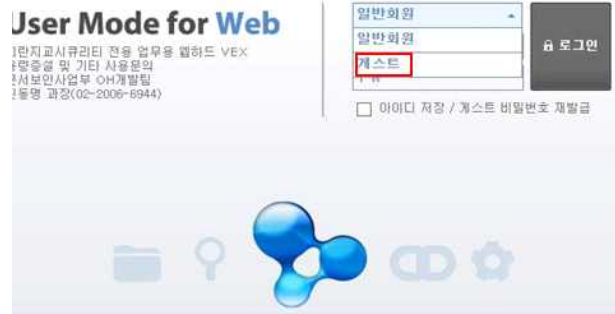 User Mode for Web
지란지교시큐리티 전용 업무용 웹하드 VEX
용량증설 및 기타 사용문의
문서보안사업부 OH개발팀
동명 과장(02-2006-6944)
일반회원
일반회원
게스트
로그인
아이디 저장 / 게스트 비밀번호 재발급